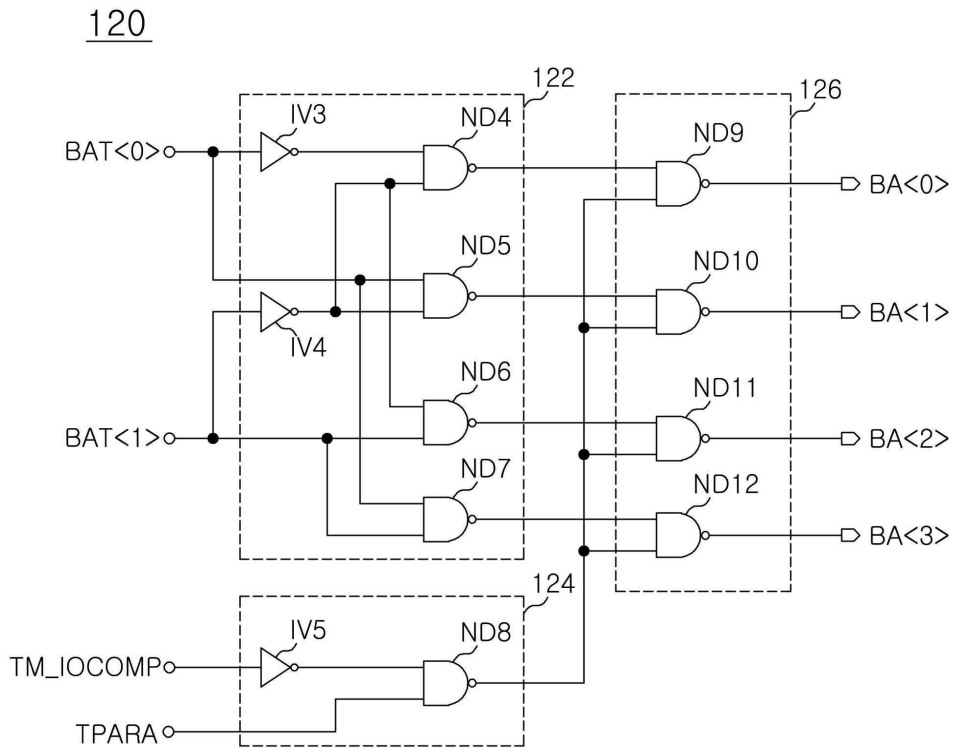 120
122
126
IV3
ND4
ND9
BAT<0>
BA<0>
ND5
ND10
BA<1>
IV4
ND6
ND11
BAT<1>
BA<2>
ND7
ND12
BA<3>
124
IV5
ND8
TM_IOCOMP
TPARA